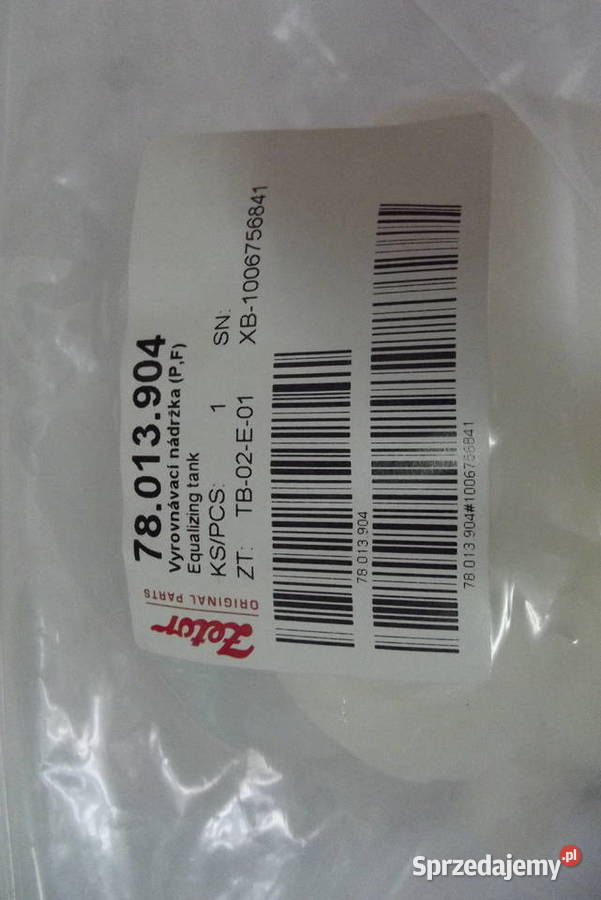 78.013.904
Vyrovnávací nádržka (P,F)
Equalizing tank
KS/PCS: 1 SN:
ZT: TB-02-E-01 XB-1006756841
Zetor
ORIGINAL PARTS
78.013.904
78.013.904#1006756841
Sprzedajemy.pl